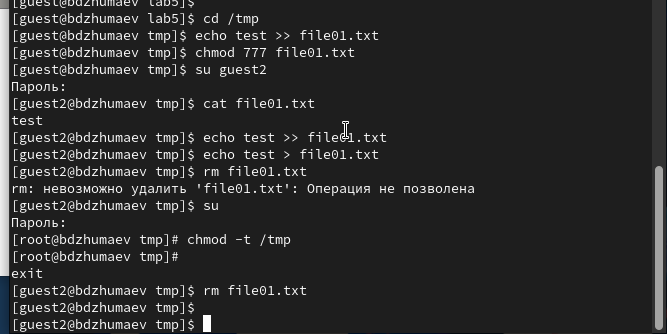 [guest@bdzhumaev lab5]$
[guest@bdzhumaev lab5]$ cd /tmp
[guest@bdzhumaev tmp]$ echo test >> file01.txt
[guest@bdzhumaev tmp]$ chmod 777 file01.txt
[guest@bdzhumaev tmp]$ su guest2
Пароль:
[guest2@bdzhumaev tmp]$ cat file01.txt
test
[guest2@bdzhumaev tmp]$ echo test >> file01.txt
[guest2@bdzhumaev tmp]$ echo test > file01.txt
[guest2@bdzhumaev tmp]$ rm file01.txt
rm: невозможно удалить 'file01.txt': Операция не позволена
[guest2@bdzhumaev tmp]$ su
Пароль:
[root@bdzhumaev tmp]# chmod -t /tmp
[root@bdzhumaev tmp]#
exit
[guest2@bdzhumaev tmp]$ rm file01.txt
[guest2@bdzhumaev tmp]$
[guest2@bdzhumaev tmp]$